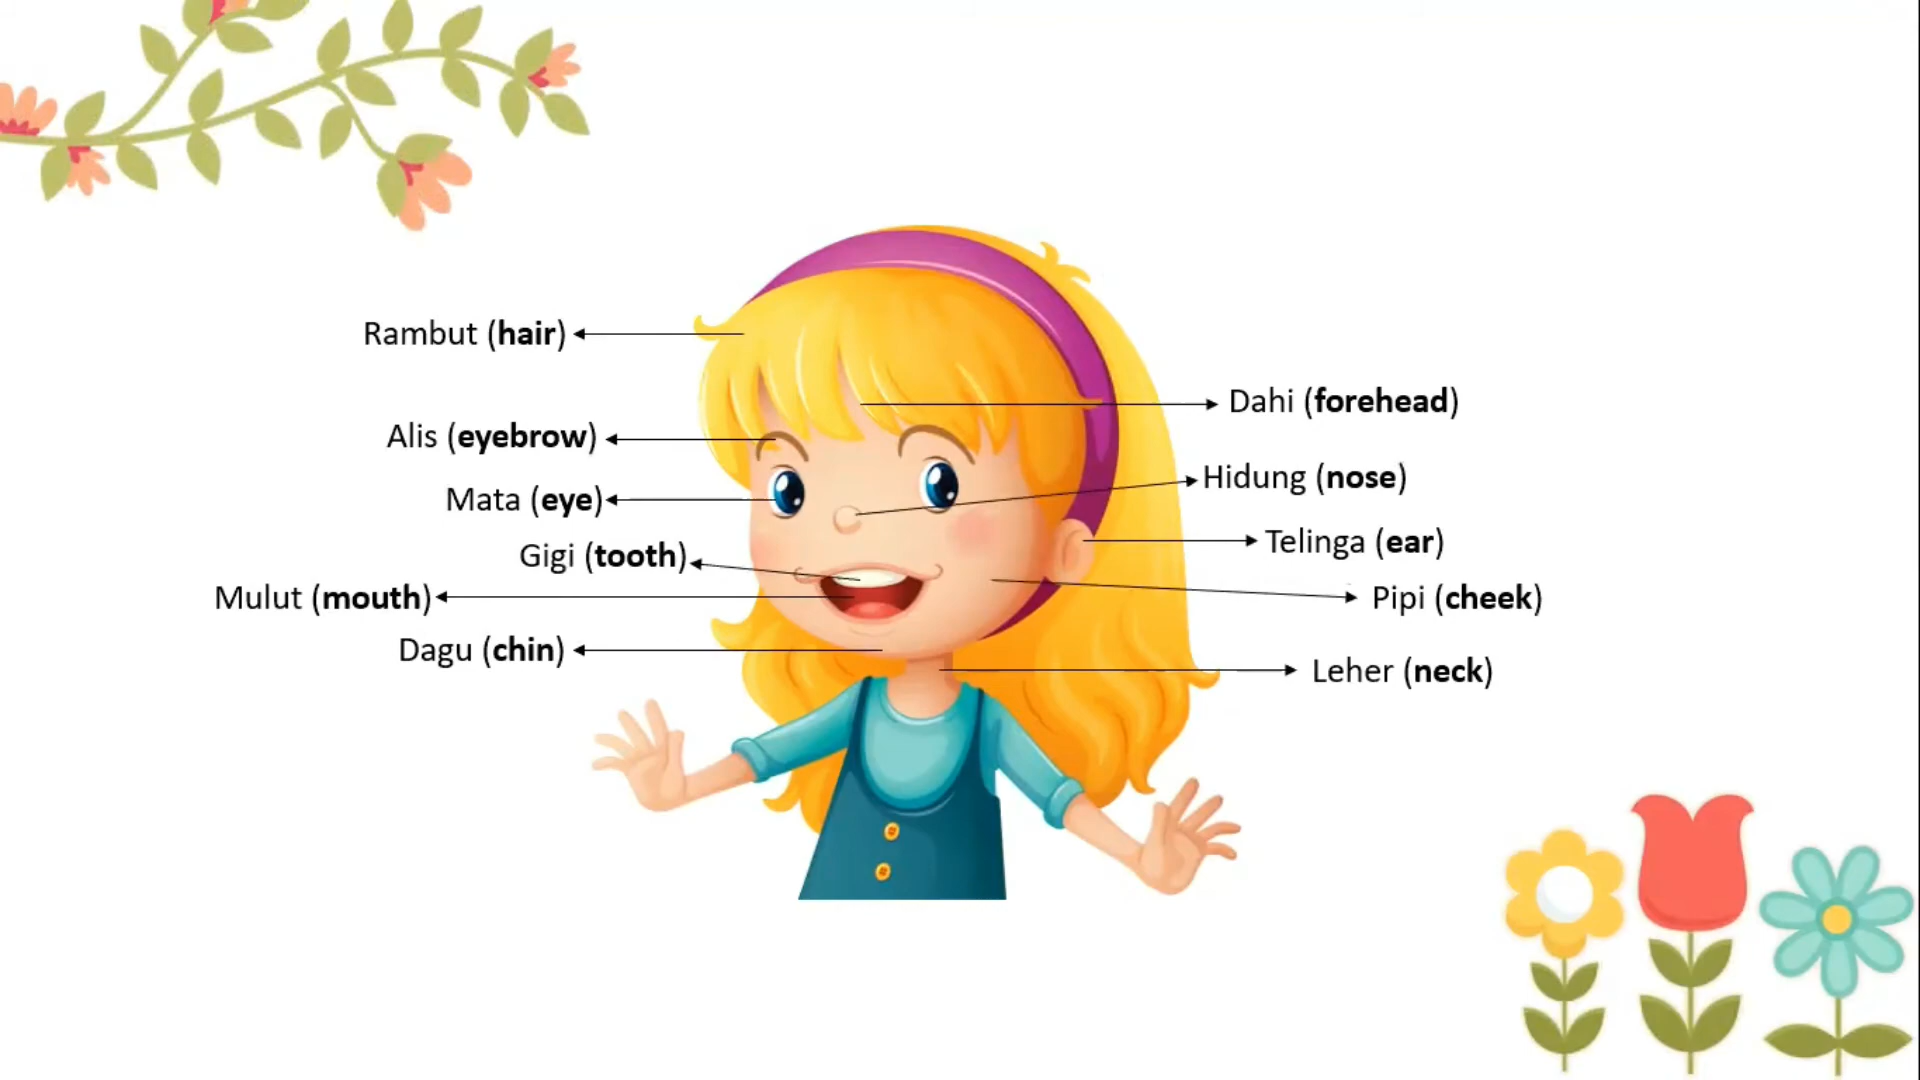 Rambut (hair)
Alis (eyebrow)
Mata (eye)
Gigi (tooth)
Mulut (mouth)
Dagu (chin)
Dahi (forehead)
Hidung (nose)
Telinga (ear)
Pipi (cheek)
Leher (neck)